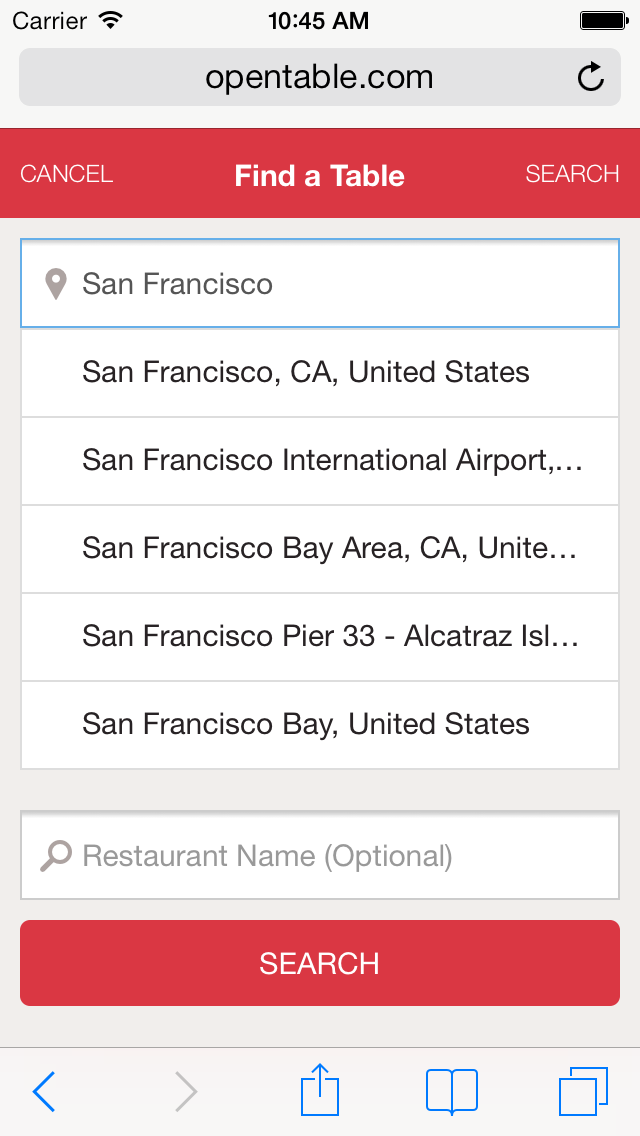 Carrier 10:45 AM
opentable.com
CANCEL Find a Table SEARCH
San Francisco
San Francisco, CA, United States
San Francisco International Airport,…
San Francisco Bay Area, CA, Unite…
San Francisco Pier 33 - Alcatraz Isl…
San Francisco Bay, United States
Restaurant Name (Optional)
SEARCH